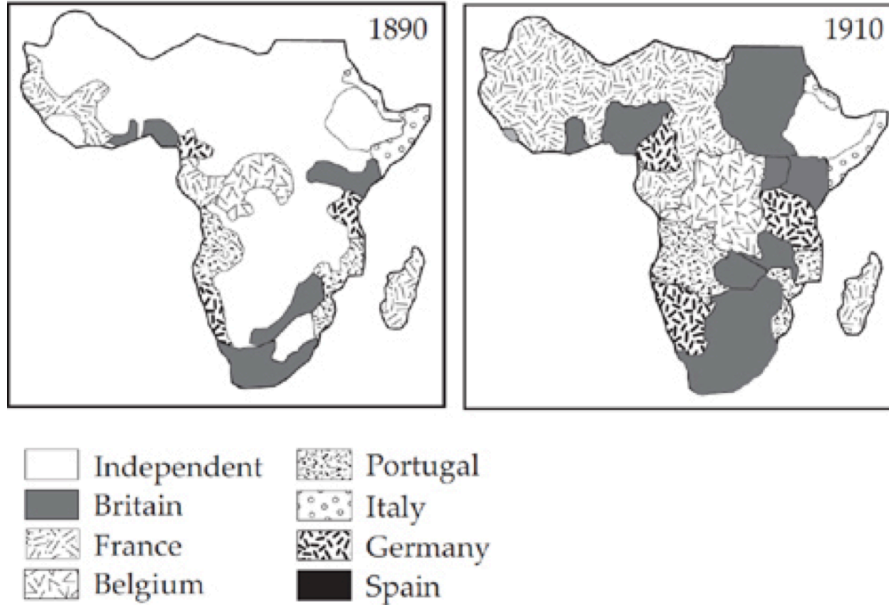 1890
1910
Independent
Britain
France
Belgium
Portugal
Italy
Germany
Spain